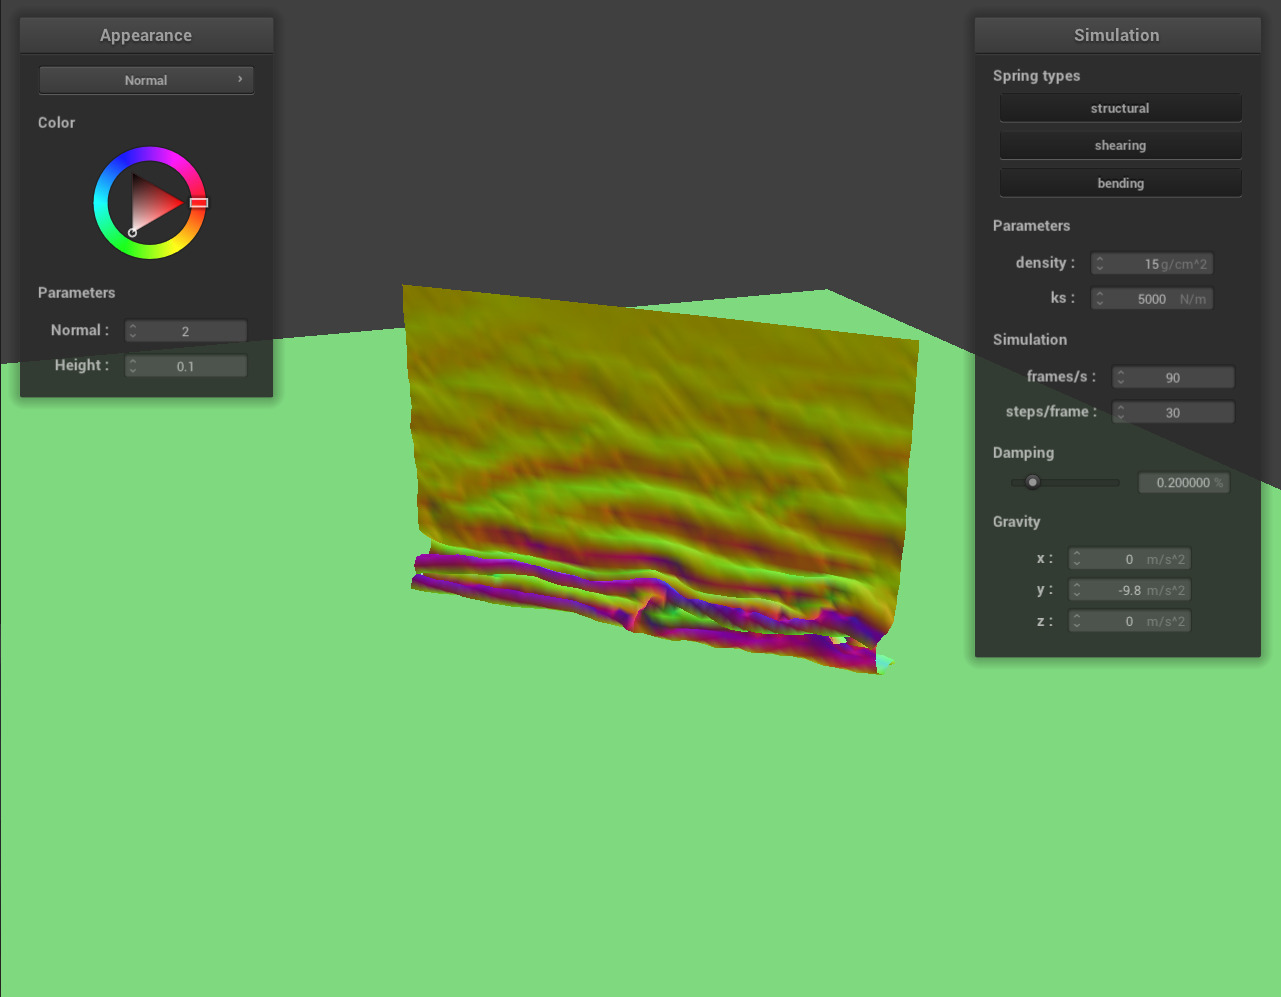 Appearance
Normal ›
Color
Parameters
Normal : 2
Height : 0.1
Simulation
Spring types
structural
shearing
bending
Parameters
density : 15 g/cm^2
ks : 5000 N/m
Simulation
frames/s : 90
steps/frame : 30
Damping
0.200000 %
Gravity
x : 0 m/s^2
y : -9.8 m/s^2
z : 0 m/s^2